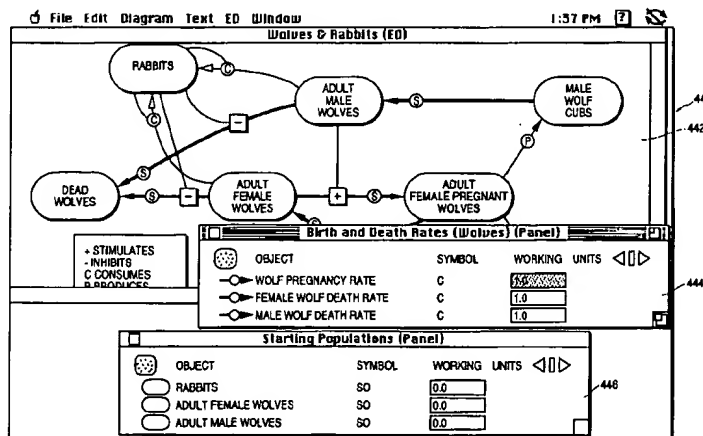 File Edit Diagram Text ED Window 1:57 PM ?
Wolves & Rabbits (ED)
RABBITS
C
ADULT
MALE
WOLVES
S
MALE
WOLF
CUBS
44
442
C
-
P
S
DEAD
WOLVES
S
-
ADULT
FEMALE
WOLVES
+
S
ADULT
FEMALE PREGNANT
WOLVES
+ STIMULATES
- INHIBITS
C CONSUMES
P PRODUCES
Birth and Death Rates (Wolves) (Panel)
OBJECT SYMBOL WORKING UNITS
WOLF PREGNANCY RATE C 1.0
FEMALE WOLF DEATH RATE C 1.0
MALE WOLF DEATH RATE C 1.0
444
Starting Populations (Panel)
OBJECT SYMBOL WORKING UNITS
RABBITS SO 0.0
ADULT FEMALE WOLVES SO 0.0
ADULT MALE WOLVES SO 0.0
446